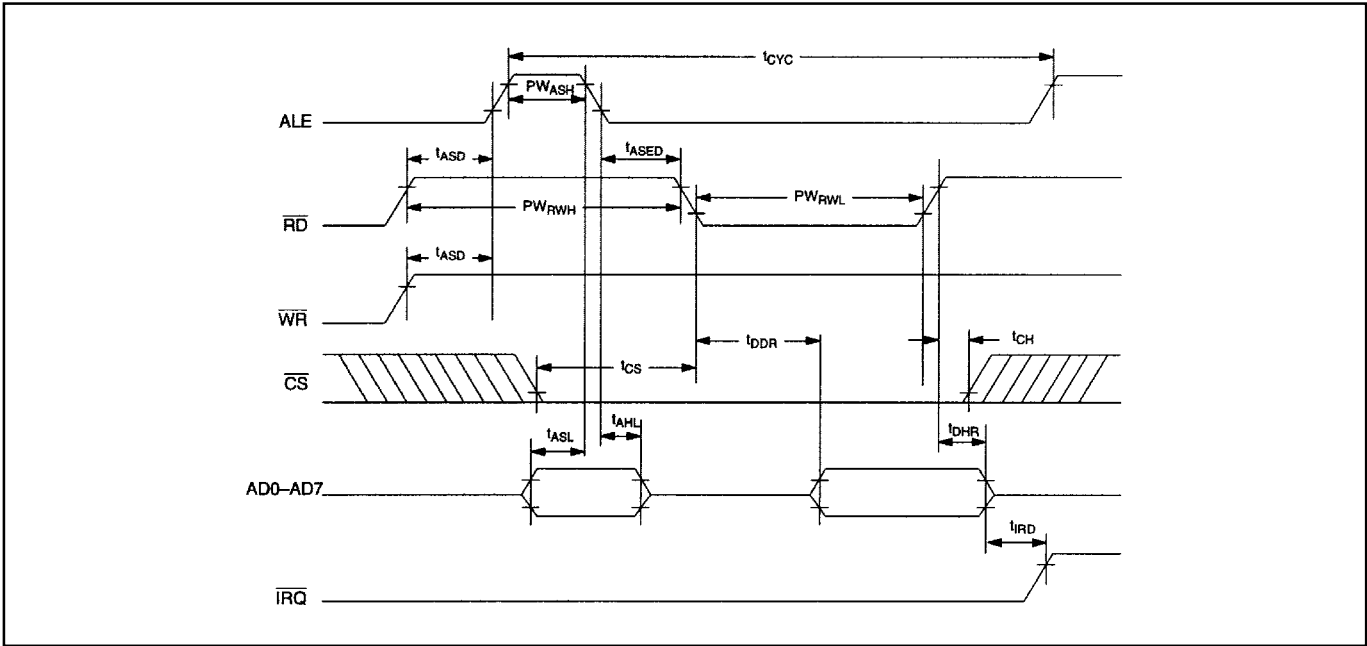 tCYC
PWASH
ALE
tASD
tASED
PWRWH
PWRWL
RD
tASD
WR
tDDR
tCH
tCS
CS
tASL
tAHL
tDHR
AD0–AD7
tIRD
IRQ